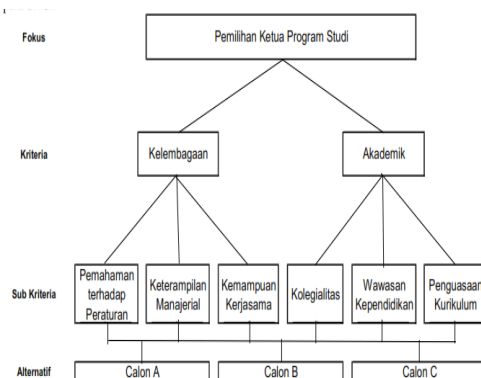 Fokus
Pemilihan Ketua Program Studi
Kriteria
Kelembagaan
Akademik
Sub Kriteria
Pemahaman
terhadap
Peraturan
Keterampilan
Manajerial
Kemampuan
Kerjasama
Kolegialitas
Wawasan
Kependidikan
Penguasaan
Kurikulum
Alternatif
Calon A
Calon B
Calon C